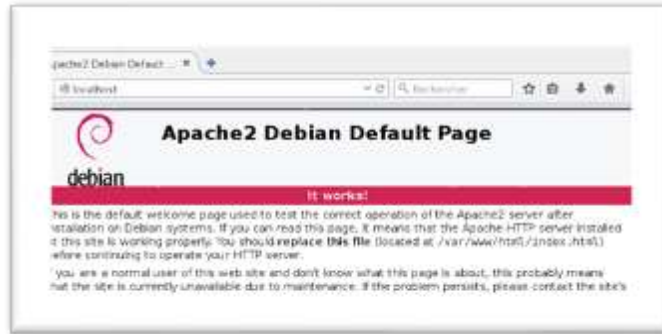 pache2 Debian Default ...
localhost
Rechercher
Apache2 Debian Default Page
debian
It works!
his is the default welcome page used to test the correct operation of the Apache2 server after
nstallation on Debian systems. If you can read this page, it means that the Apache HTTP server installed
t this site is working properly. You should replace this file (located at /var/www/html/index.html)
efore continuing to operate your HTTP server.
you are a normal user of this web site and don't know what this page is about, this probably means
hat the site is currently unavailable due to maintenance. If the problem persists, please contact the site's